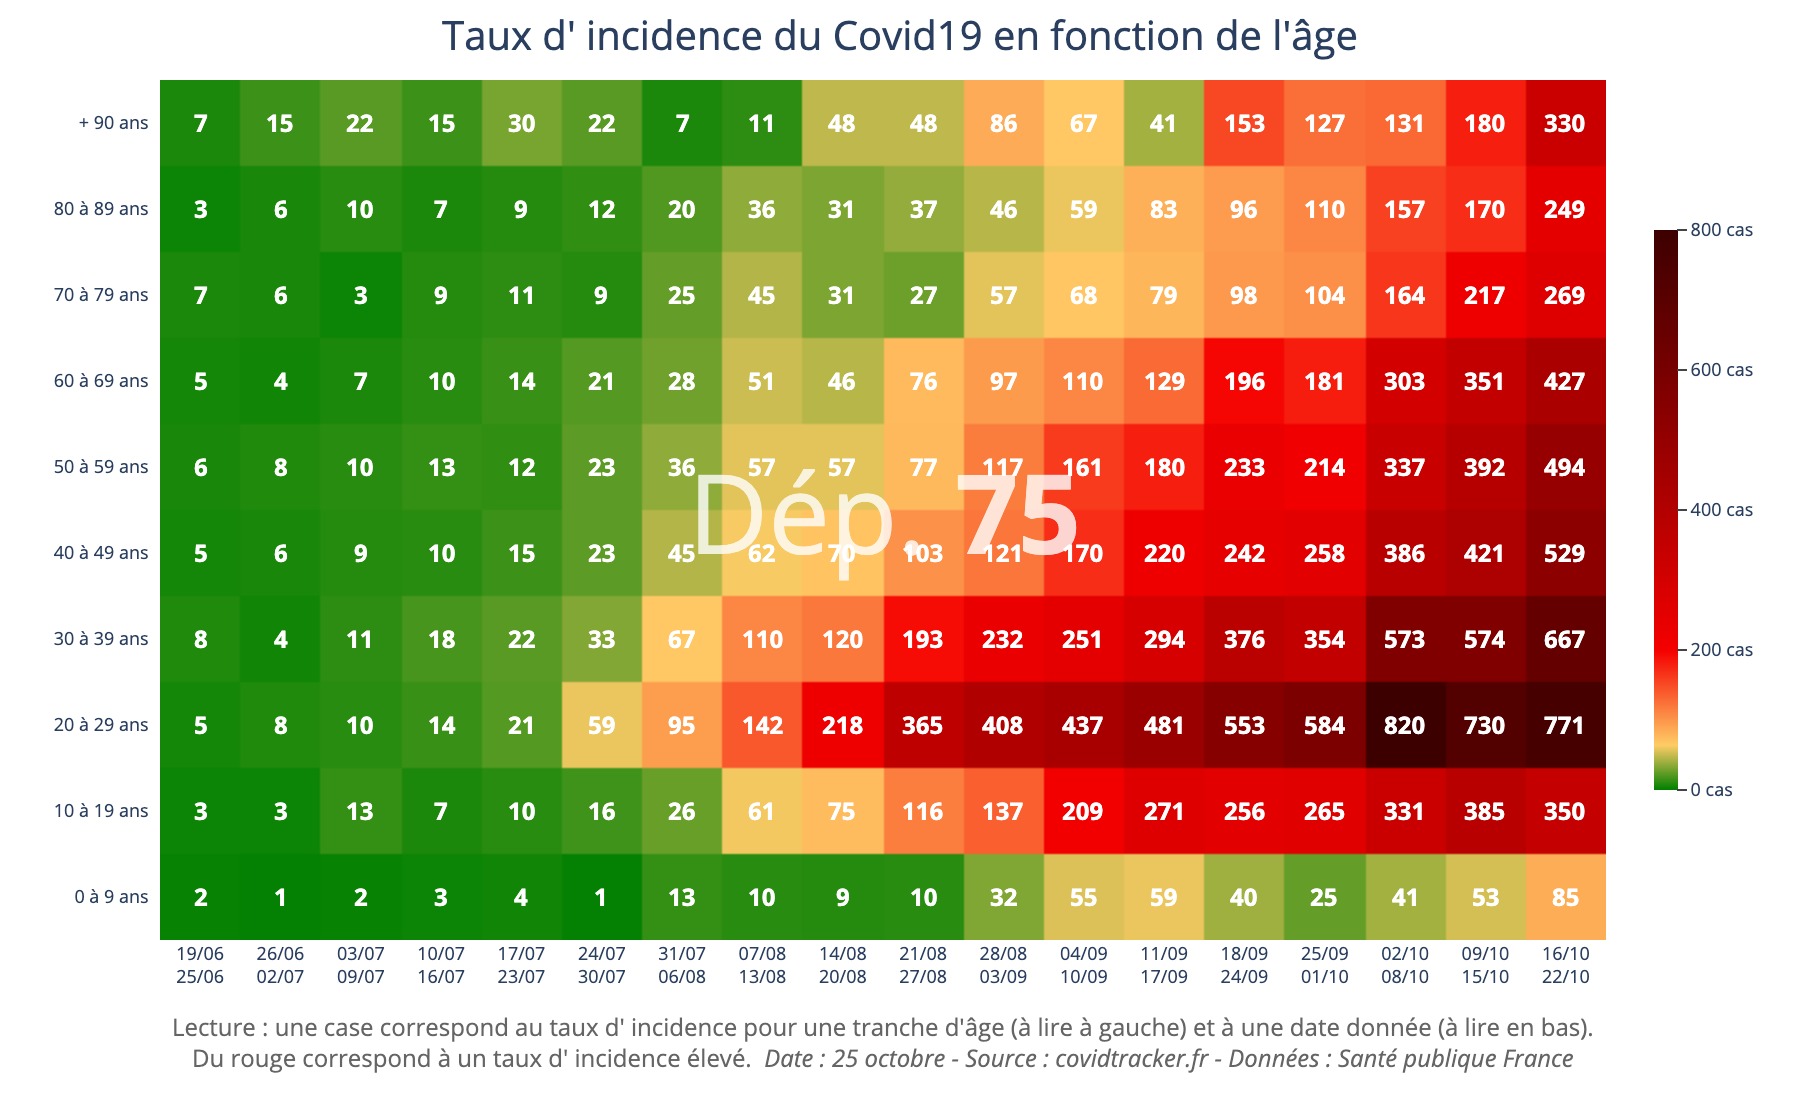 Taux d' incidence du Covid19 en fonction de l'âge
+ 90 ans 7 15 22 15 30 22 7 11 48 48 86 67 41 153 127 131 180 330
80 à 89 ans 3 6 10 7 9 12 20 36 31 37 46 59 83 96 110 157 170 249
70 à 79 ans 7 6 3 9 11 9 25 45 31 27 57 68 79 98 104 164 217 269
60 à 69 ans 5 4 7 10 14 21 28 51 46 76 97 110 129 196 181 303 351 427
50 à 59 ans 6 8 10 13 12 23 36 57 57 77 117 161 180 233 214 337 392 494
Dép. 75
40 à 49 ans 5 6 9 10 15 23 45 62 70 103 121 170 220 242 258 386 421 529
30 à 39 ans 8 4 11 18 22 33 67 110 120 193 232 251 294 376 354 573 574 667
20 à 29 ans 5 8 10 14 21 59 95 142 218 365 408 437 481 553 584 820 730 771
10 à 19 ans 3 3 13 7 10 16 26 61 75 116 137 209 271 256 265 331 385 350
0 à 9 ans 2 1 2 3 4 1 13 10 9 10 32 55 59 40 25 41 53 85
19/06 26/06 03/07 10/07 17/07 24/07 31/07 07/08 14/08 21/08 28/08 04/09 11/09 18/09 25/09 02/10 09/10 16/10
25/06 02/07 09/07 16/07 23/07 30/07 06/08 13/08 20/08 27/08 03/09 10/09 17/09 24/09 01/10 08/10 15/10 22/10
800 cas
600 cas
400 cas
200 cas
0 cas
Lecture : une case correspond au taux d' incidence pour une tranche d'âge (à lire à gauche) et à une date donnée (à lire en bas).
Du rouge correspond à un taux d' incidence élevé. Date : 25 octobre - Source : covidtracker.fr - Données : Santé publique France